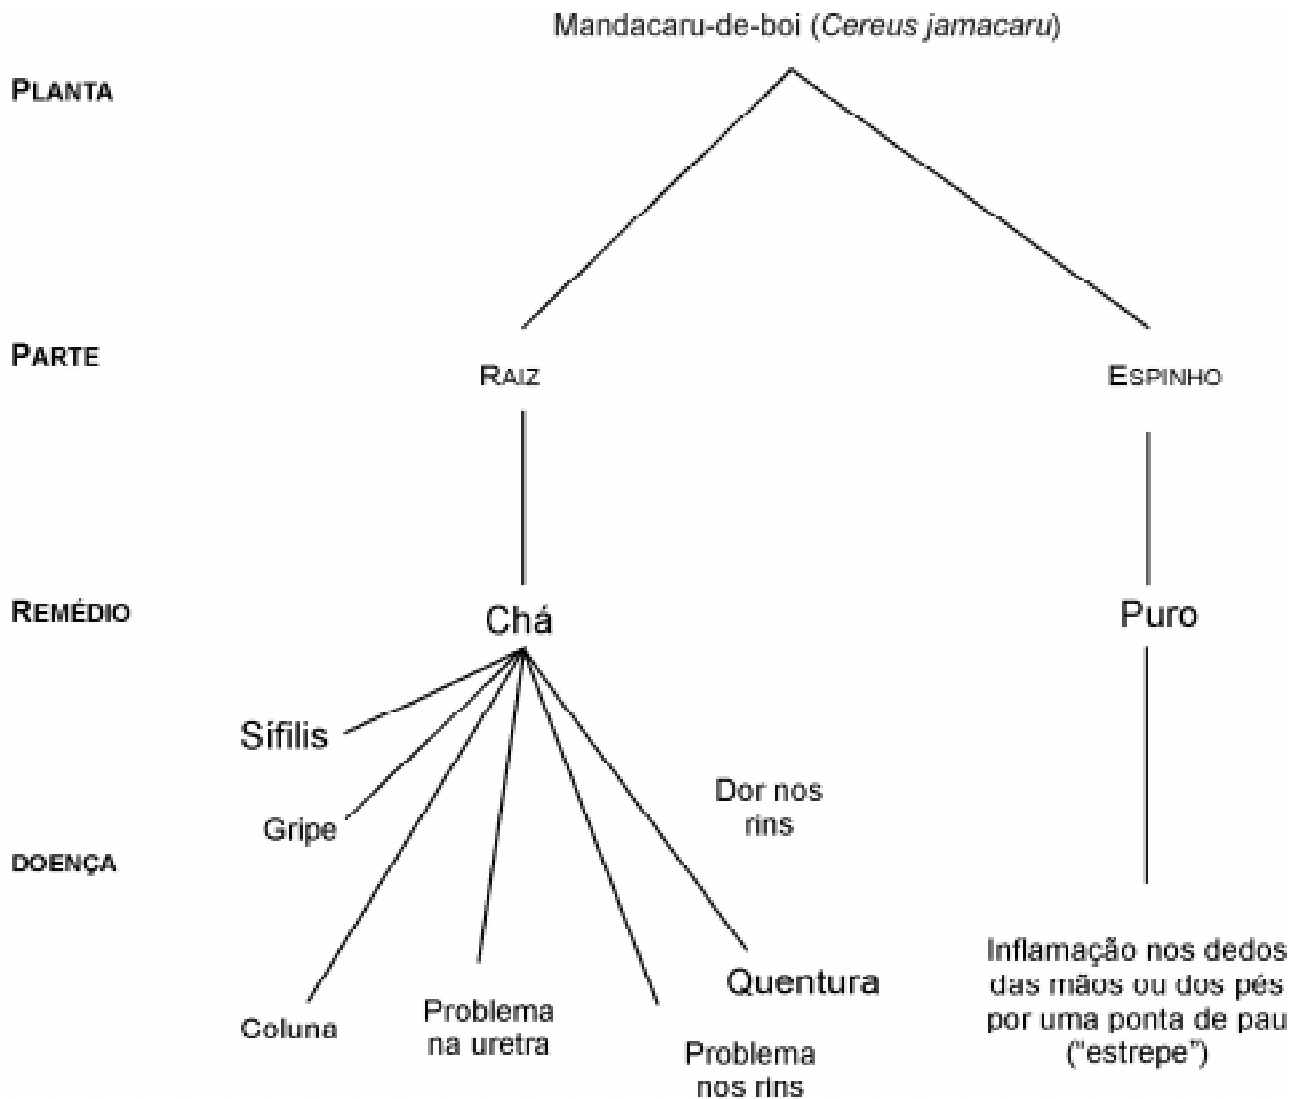 Mandacaru-de-boi (Cereus jamacaru)
PLANTA
PARTE
RAIZ
ESPINHO
REMÉDIO
Chá
Puro
Sífilis
Dor nos
rins
Gripe
DOENÇA
Coluna
Problema
na uretra
Problema
nos rins
Quentura
Inflamação nos dedos
das mãos ou dos pés
por uma ponta de pau
("estrepe")